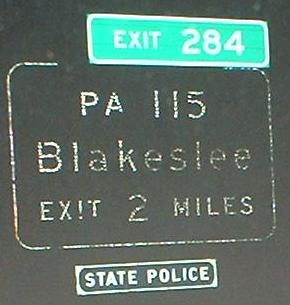 EXIT 284
PA 115
Blakeslee
EXIT 2 MILES
STATE POLICE